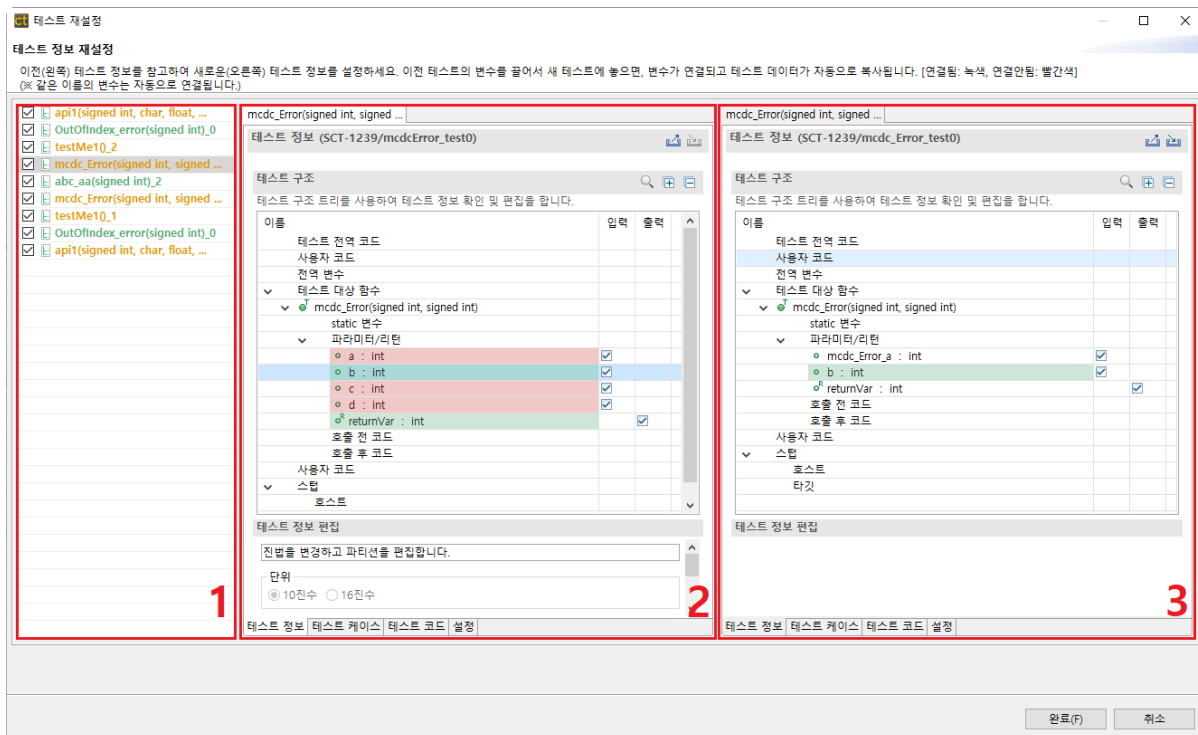 ct 테스트 재설정
테스트 정보 재설정
이전(왼쪽) 테스트 정보를 참고하여 새로운(오른쪽) 테스트 정보를 설정하세요. 이전 테스트의 변수를 끌어서 새 테스트에 놓으면, 변수가 연결되고 테스트 데이터가 자동으로 복사됩니다. [연결됨: 녹색, 연결안됨: 빨간색]
(※ 같은 이름의 변수는 자동으로 연결됩니다.)
api1(signed int, char, float, ...
OutOfIndex_error(signed int)_0
testMe1()_2
mcdc_Error(signed int, signed ...
abc_aa(signed int)_2
mcdc_Error(signed int, signed ...
testMe1()_1
OutOfIndex_error(signed int)_0
api1(signed int, char, float, ...
1
mcdc_Error(signed int, signed ...
테스트 정보 (SCT-1239/mcdcError_test0)
테스트 구조
테스트 구조 트리를 사용하여 테스트 정보 확인 및 편집을 합니다.
이름 입력 출력
테스트 전역 코드
사용자 코드
전역 변수
테스트 대상 함수
mcdc_Error(signed int, signed int)
static 변수
파라미터/리턴
a : int
b : int
c : int
d : int
returnVar : int
호출 전 코드
호출 후 코드
사용자 코드
스텁
호스트
테스트 정보 편집
진법을 변경하고 파티션을 편집합니다.
단위
10진수 16진수
2
테스트 정보 테스트 케이스 테스트 코드 설정
mcdc_Error(signed int, signed ...
테스트 정보 (SCT-1239/mcdc_Error_test0)
테스트 구조
테스트 구조 트리를 사용하여 테스트 정보 확인 및 편집을 합니다.
이름 입력 출력
테스트 전역 코드
사용자 코드
전역 변수
테스트 대상 함수
mcdc_Error(signed int, signed int)
static 변수
파라미터/리턴
mcdc_Error_a : int
b : int
returnVar : int
호출 전 코드
호출 후 코드
사용자 코드
스텁
호스트
타깃
테스트 정보 편집
3
테스트 정보 테스트 케이스 테스트 코드 설정
완료(F) 취소